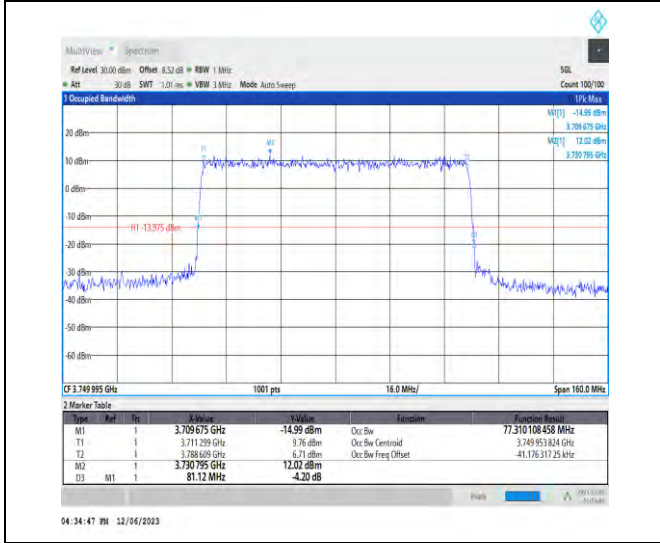 MultiView Spectrum
Ref Level 30.00 dBm Offset 8.52 dB RBW 1 MHz SGL
Att 30 dB SWT 1.01 ms VBW 3 MHz Mode Auto Sweep Count 100/100
1 Occupied Bandwidth 1Pk Max
M1[1] -14.99 dBm
3.709 675 GHz
M2[1] 12.02 dBm
3.730 795 GHz
20 dBm
T1 M2 T2
10 dBm
0 dBm
-10 dBm
M1
H1 -13.975 dBm
D3
-20 dBm
-30 dBm
-40 dBm
-50 dBm
-60 dBm
CF 3.749 995 GHz 1001 pts 16.0 MHz/ Span 160.0 MHz
2 Marker Table
Type Ref Trc X-Value Y-Value Function Function Result
M1 1 3.709 675 GHz -14.99 dBm Occ Bw 77.310 108 458 MHz
T1 1 3.711 299 GHz 9.76 dBm Occ Bw Centroid 3.749 953 824 GHz
T2 1 3.788 609 GHz 6.71 dBm Occ Bw Freq Offset -41.176 317 25 kHz
M2 1 3.730 795 GHz 12.02 dBm
D3 M1 1 81.12 MHz -4.20 dB
04:34:47 PM 12/06/2023